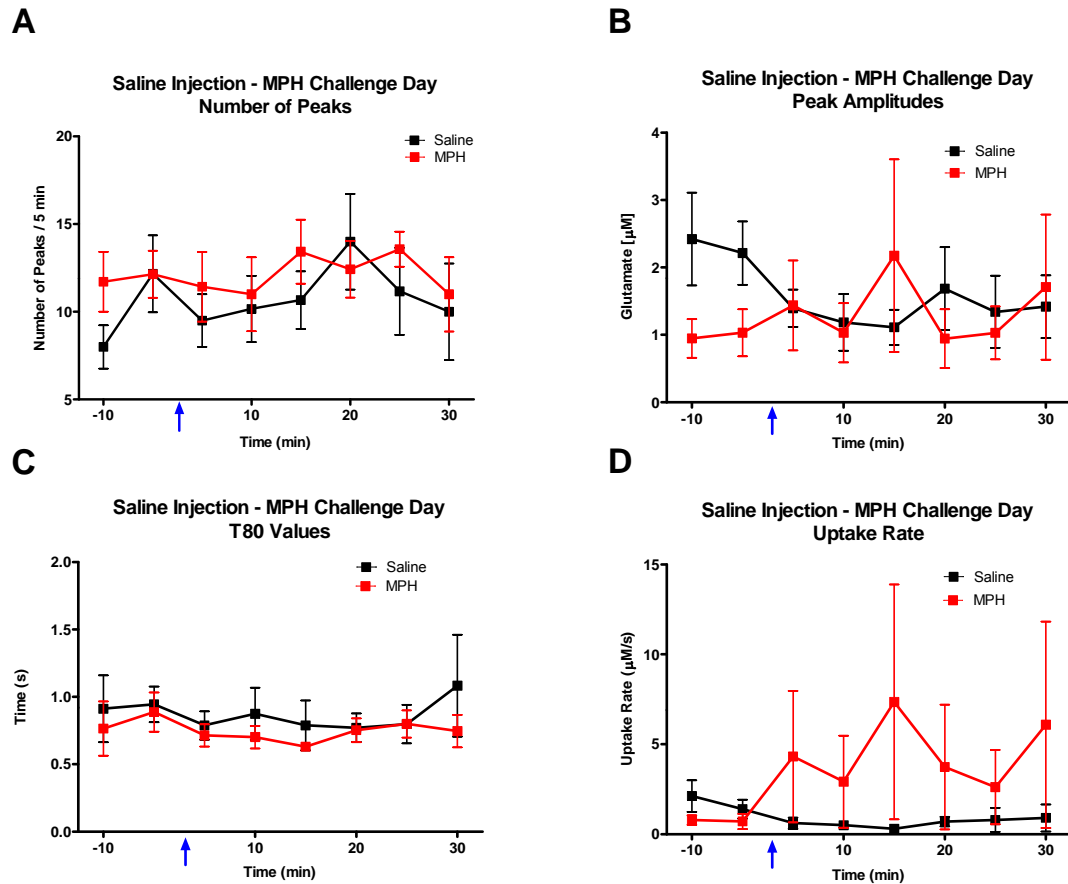 A
Saline Injection - MPH Challenge Day
Number of Peaks
Saline
MPH
20
15
10
5
Number of Peaks / 5 min
-10
10
20
30
Time (min)
B
Saline Injection - MPH Challenge Day
Peak Amplitudes
Saline
MPH
4
3
2
1
0
Glutamate [μM]
-10
10
20
30
Time (min)
C
Saline Injection - MPH Challenge Day
T80 Values
Saline
MPH
2.0
1.5
1.0
0.5
0.0
Time (s)
-10
10
20
30
Time (min)
D
Saline Injection - MPH Challenge Day
Uptake Rate
Saline
MPH
15
10
5
0
Uptake Rate (μM/s)
-10
10
20
30
Time (min)